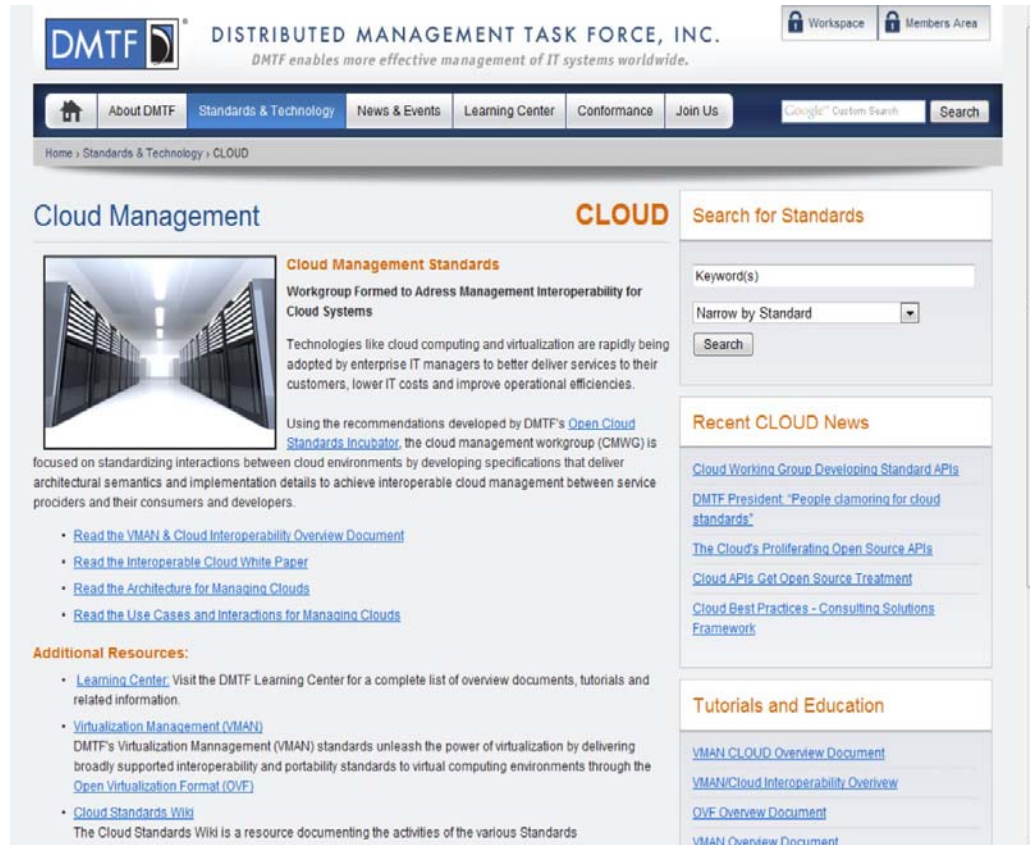 DMTF
DISTRIBUTED MANAGEMENT TASK FORCE, INC.
DMTF enables more effective management of IT systems worldwide.
Workspace
Members Area
About DMTF
Standards & Technology
News & Events
Learning Center
Conformance
Join Us
Google™ Custom Search
Search
Home › Standards & Technology › CLOUD
Cloud Management
CLOUD
Cloud Management Standards
Workgroup Formed to Adress Management Interoperability for
Cloud Systems
Technologies like cloud computing and virtualization are rapidly being
adopted by enterprise IT managers to better deliver services to their
customers, lower IT costs and improve operational efficiencies.
Using the recommendations developed by DMTF's Open Cloud
Standards Incubator, the cloud management workgroup (CMWG) is
focused on standardizing interactions between cloud environments by developing specifications that deliver
architectural semantics and implementation details to achieve interoperable cloud management between service
prociders and their consumers and developers.
• Read the VMAN & Cloud Interoperability Overview Document
• Read the Interoperable Cloud White Paper
• Read the Architecture for Managing Clouds
• Read the Use Cases and Interactions for Managing Clouds
Additional Resources:
• Learning Center: Visit the DMTF Learning Center for a complete list of overview documents, tutorials and
related information.
• Virtualization Management (VMAN)
DMTF's Virtualization Mannagement (VMAN) standards unleash the power of virtualization by delivering
broadly supported interoperability and portability standards to virtual computing environments through the
Open Virtualization Format (OVF)
• Cloud Standards Wiki
The Cloud Standards Wiki is a resource documenting the activities of the various Standards
Search for Standards
Keyword(s)
Narrow by Standard
Search
Recent CLOUD News
Cloud Working Group Developing Standard APIs
DMTF President: "People clamoring for cloud
standards"
The Cloud's Proliferating Open Source APIs
Cloud APIs Get Open Source Treatment
Cloud Best Practices - Consulting Solutions
Framework
Tutorials and Education
VMAN CLOUD Overview Document
VMAN/Cloud Interoperability Overivew
OVF Overvew Document
VMAN Overview Document